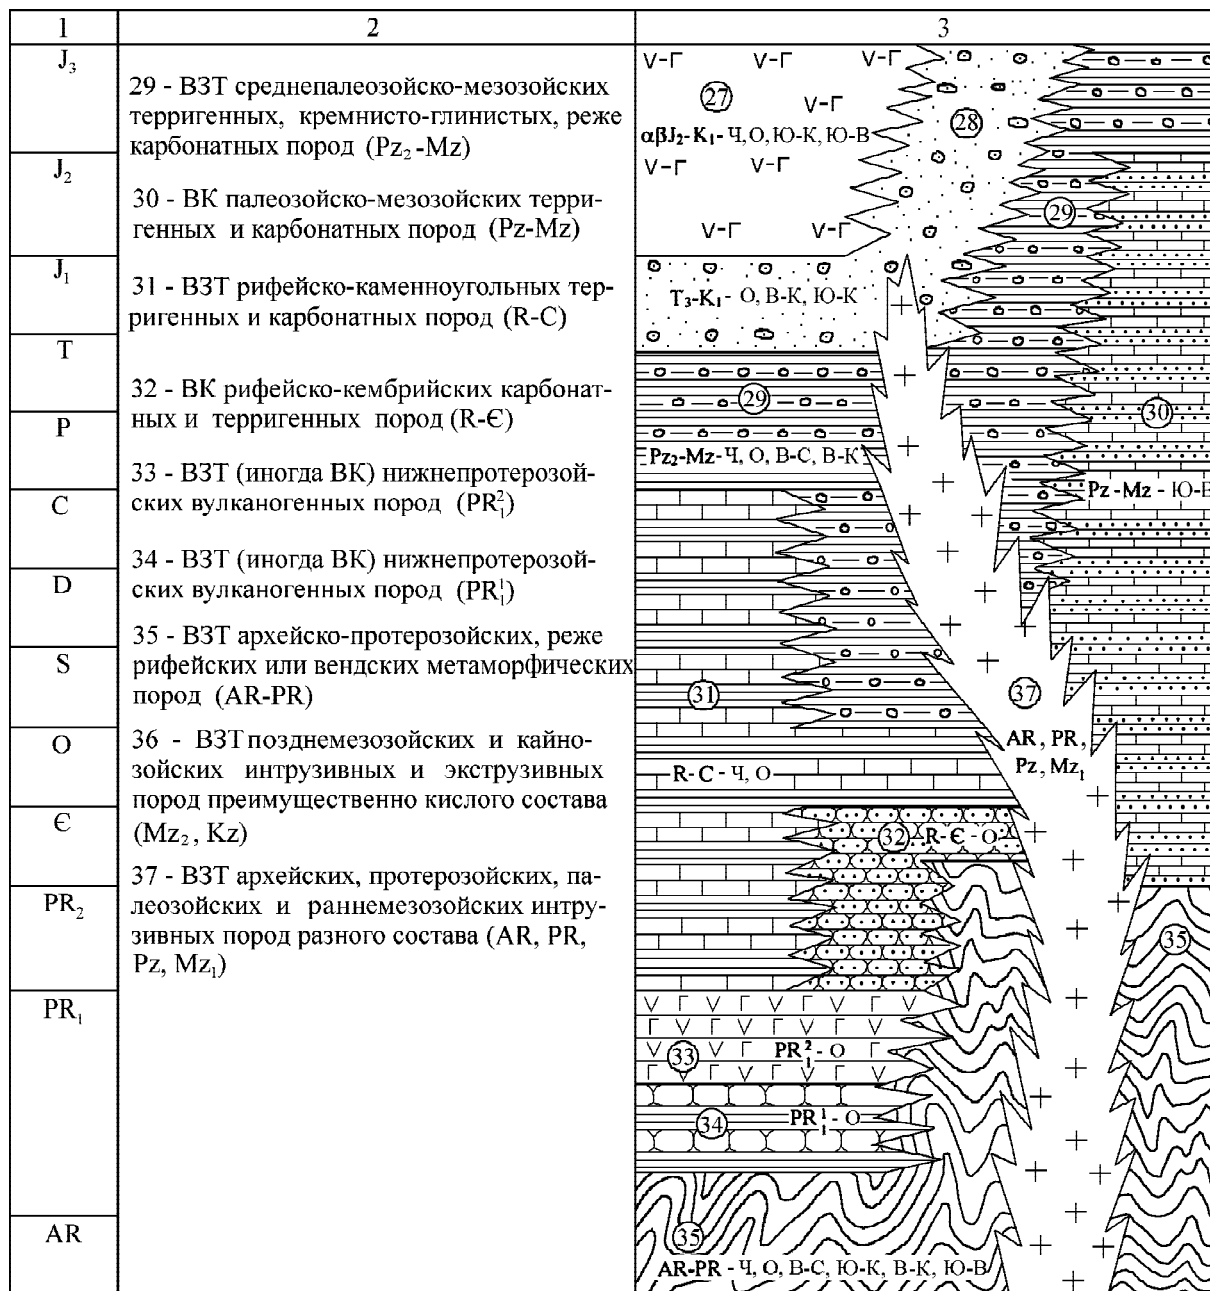 1
2
3
J₃
J₂
J₁
T
P
C
D
S
O
Є
PR₂
PR₁
AR
29 - ВЗТ среднепалеозойско-мезозойских
терригенных, кремнисто-глинистых, реже
карбонатных пород (Pz₂-Mz)
30 - ВК палеозойско-мезозойских терри-
генных и карбонатных пород (Pz-Mz)
31 - ВЗТ рифейско-каменноугольных тер-
ригенных и карбонатных пород (R-C)
32 - ВК рифейско-кембрийских карбонат-
ных и терригенных пород (R-Є)
33 - ВЗТ (иногда ВК) нижнепротерозой-
ских вулканогенных пород (PR₁²)
34 - ВЗТ (иногда ВК) нижнепротерозой-
ских вулканогенных пород (PR₁¹)
35 - ВЗТ архейско-протерозойских, реже
рифейских или вендских метаморфических
пород (AR-PR)
36 - ВЗТ позднемезозойских и кайно-
зойских интрузивных и экструзивных
пород преимущественно кислого состава
(Mz₂, Kz)
37 - ВЗТ архейских, протерозойских, па-
леозойских и раннемезозойских интру-
зивных пород разного состава (AR, PR,
Pz, Mz₁)
V-Г V-Г V-Г
27
V-Г
28
αβJ₂-K₁- Ч, О, Ю-К, Ю-В
V-Г V-Г
29
V-Г V-Г
T₃-K₁- О, В-К, Ю-К
29
30
Pz₂-Mz- Ч, О, В-С, В-К
Pz -Mz - Ю-В
31
37
AR, PR,
Pz, Mz₁
R- C - Ч, О
32 R-Є - О
35
33 PR₁² - О
34 PR₁¹ - О
35
AR-PR - Ч, О, В-С, Ю-К, В-К, Ю-В